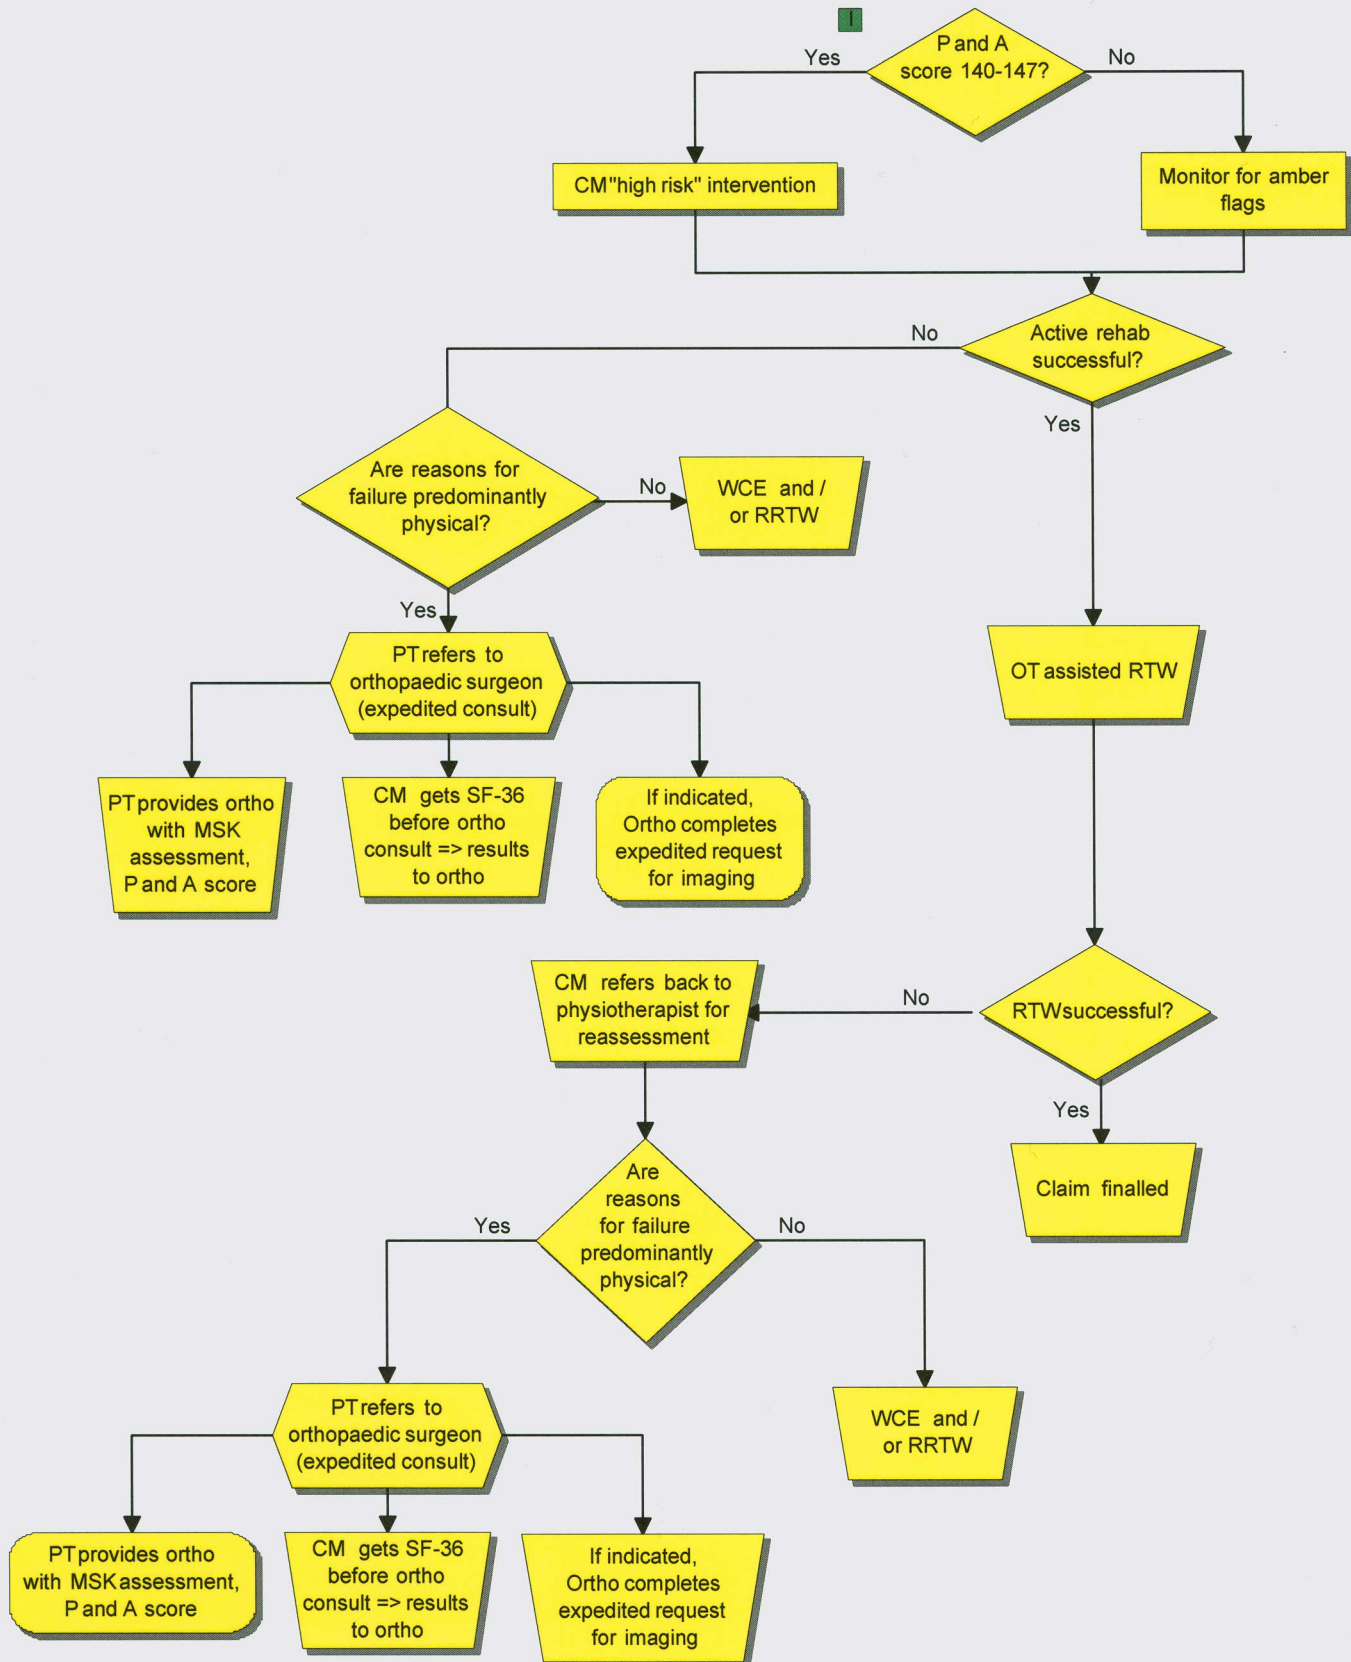 I
P and A
score 140-147?
Yes
No
CM "high risk" intervention
Monitor for amber
flags
Active rehab
successful?
No
Yes
Are reasons for
failure predominantly
physical?
No
WCE and /
or RRTW
Yes
PT refers to
orthopaedic surgeon
(expedited consult)
OT assisted RTW
PT provides ortho
with MSK
assessment,
P and A score
CM gets SF-36
before ortho
consult => results
to ortho
If indicated,
Ortho completes
expedited request
for imaging
RTW successful?
No
CM refers back to
physiotherapist for
reassessment
Yes
Claim finalled
Are
reasons
for failure
predominantly
physical?
Yes
No
PT refers to
orthopaedic surgeon
(expedited consult)
WCE and /
or RRTW
PT provides ortho
with MSK assessment,
P and A score
CM gets SF-36
before ortho
consult => results
to ortho
If indicated,
Ortho completes
expedited request
for imaging